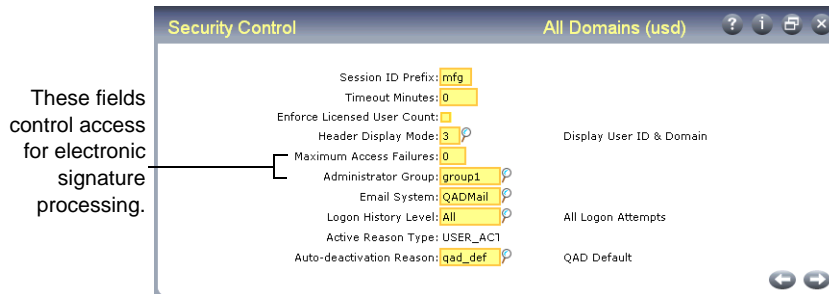 Security Control All Domains (usd) ? i
These fields
control access
for electronic
signature
processing.
Session ID Prefix: mfg
Timeout Minutes: 0
Enforce Licensed User Count:
Header Display Mode: 3 Display User ID & Domain
Maximum Access Failures: 0
Administrator Group: group1
Email System: QADMail
Logon History Level: All All Logon Attempts
Active Reason Type: USER_ACT
Auto-deactivation Reason: qad_def QAD Default